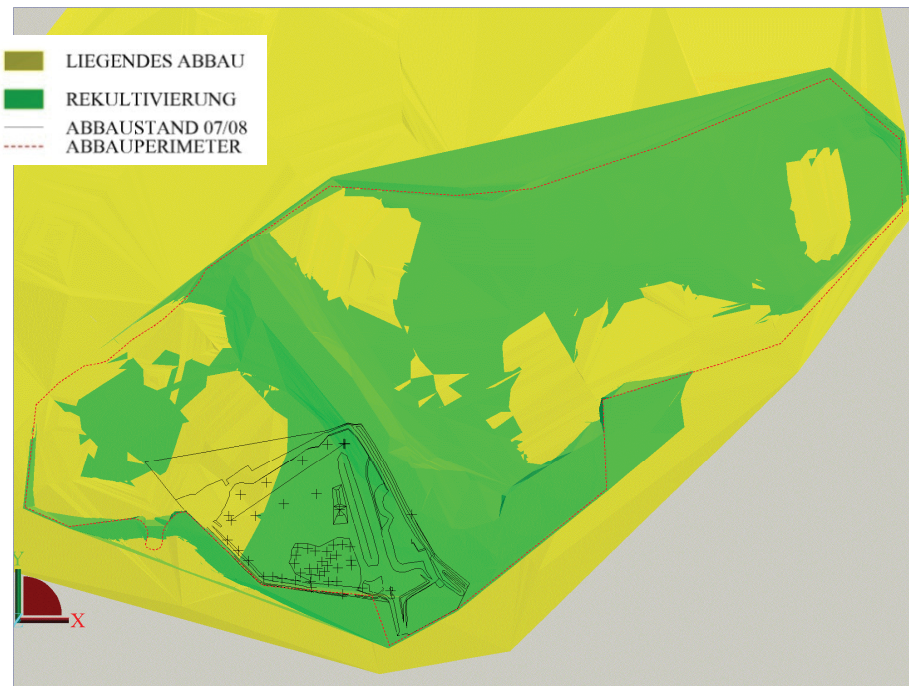 LIEGENDES ABBAU
REKULTIVIERUNG
ABBAUSTAND 07/08
ABBAUPERIMETER
Y
X